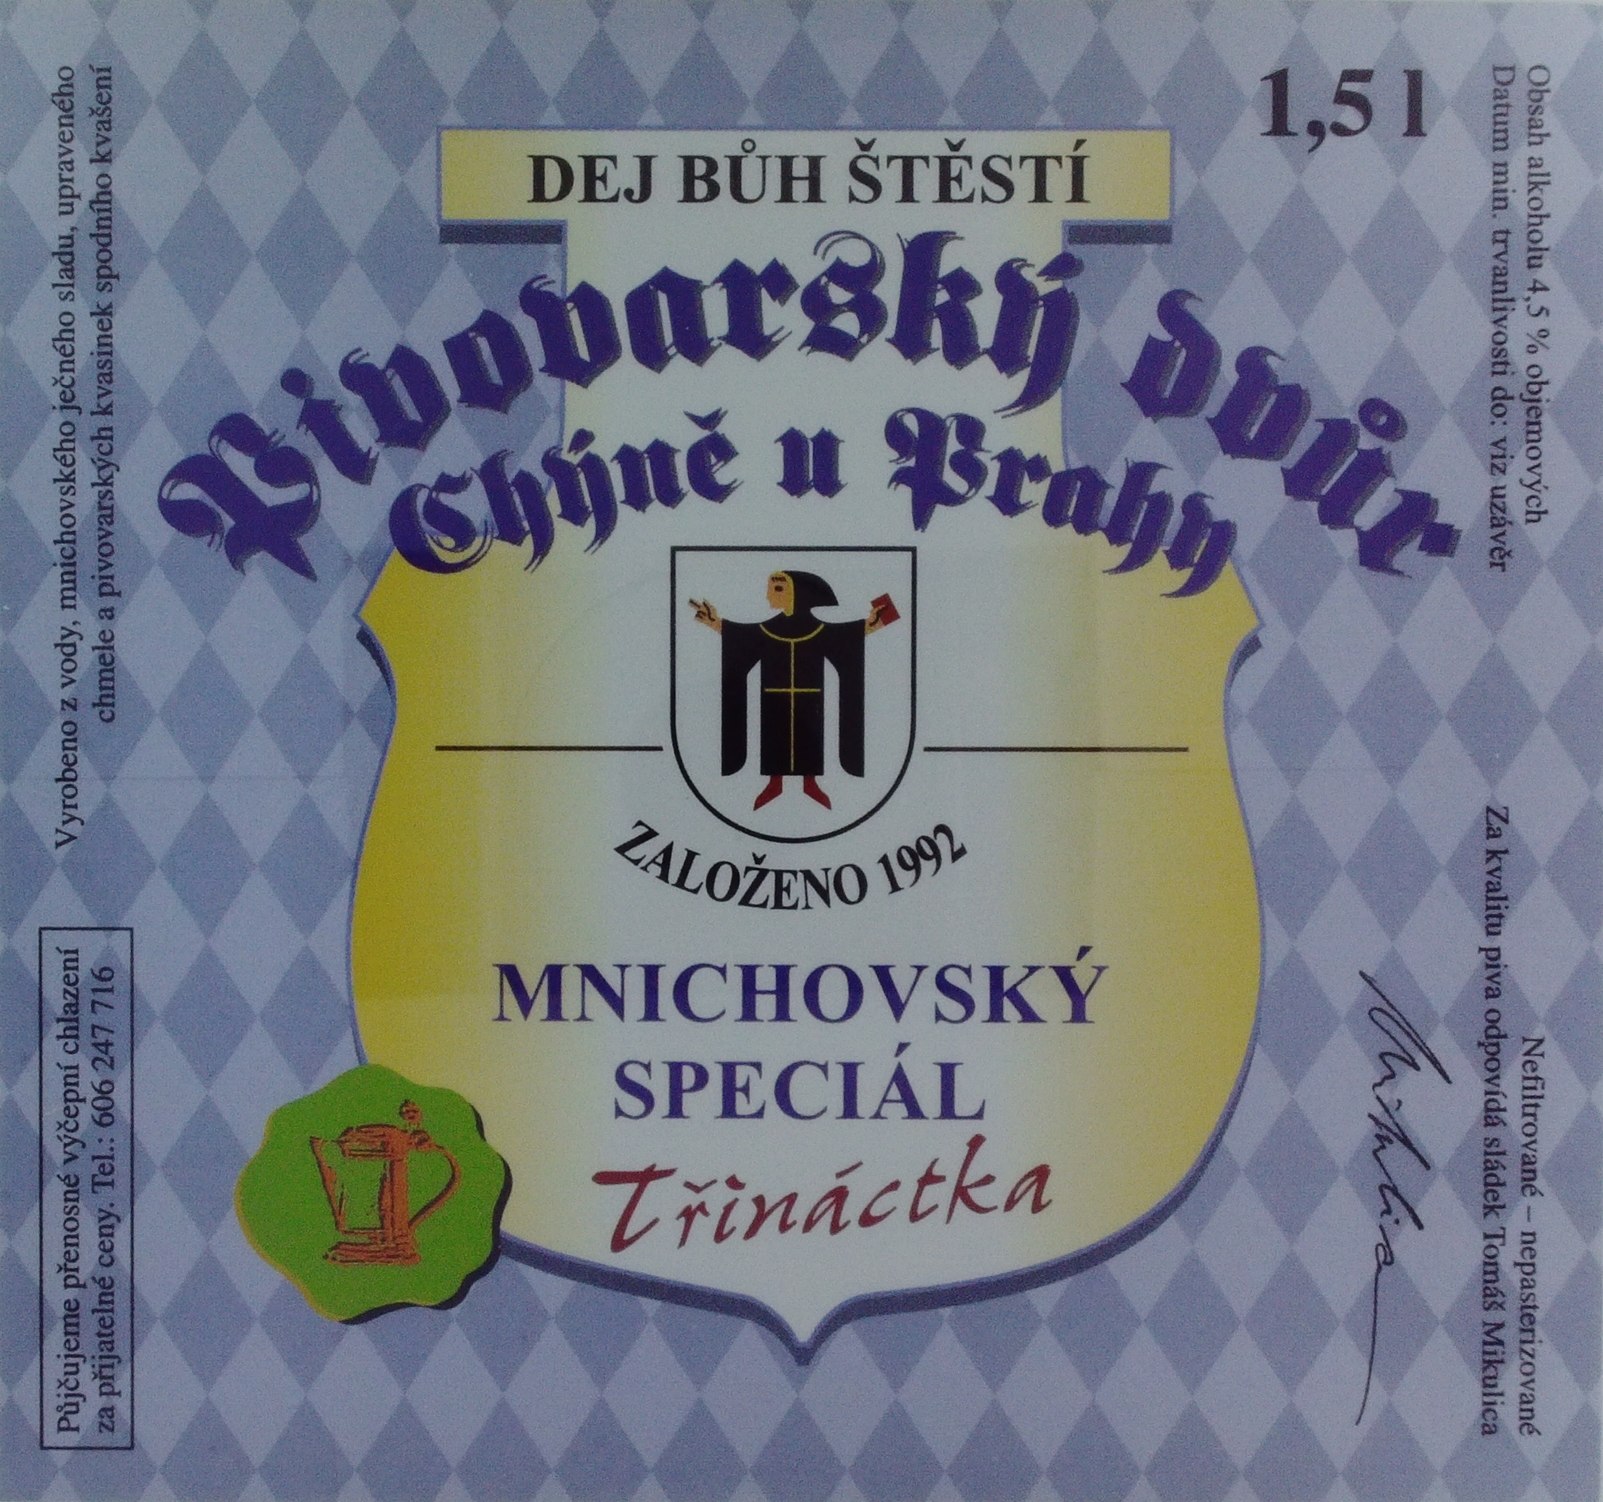 Vyrobeno z vody, mnichovského ječného sladu, upraveného
chmele a pivovarských kvasinek spodního kvašení
Půjčujeme přenosné výčepní chlazení
za přijatelné ceny. Tel.: 606 247 716
DEJ BŮH ŠTĚSTÍ
Pivovarský dvůr
Chýně u Prahy
ZALOŽENO 1992
MNICHOVSKÝ
SPECIÁL
Třináctka
1,5 l
Obsah alkoholu 4,5 % objemových
Datum min. trvanlivosti do: viz uzávěr
Nefiltrované – nepasterizované
Za kvalitu piva odpovídá sládek Tomáš Mikulica
Mikulica